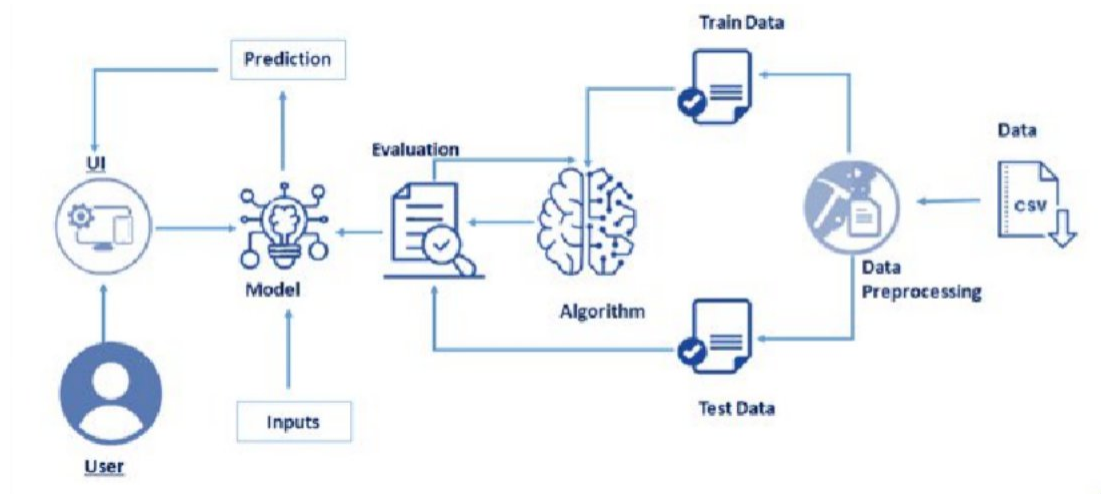 Train Data
Prediction
Data
Evaluation
UI
CSV
Data
Preprocessing
Model
Algorithm
Test Data
Inputs
User